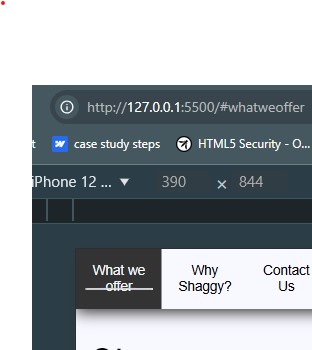 http://127.0.0.1:5500/#whatweoffer
t case study steps HTML5 Security - O...
iPhone 12 ... ▼ 390 × 844
What we
offer
Why
Shaggy?
Contact
Us